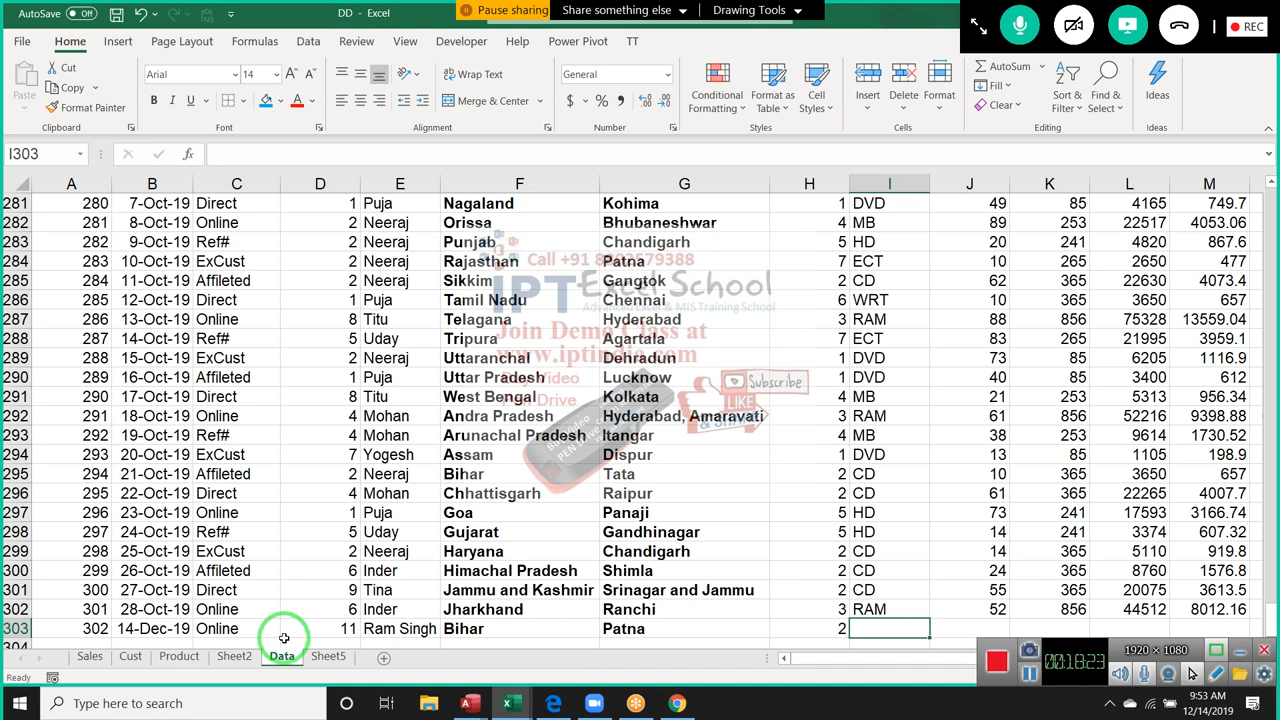 AutoSave Off DD - Excel Pause sharing Share something else Drawing Tools REC
File Home Insert Page Layout Formulas Data Review View Developer Help Power Pivot TT
Paste Cut Copy Format Painter Clipboard
Arial 14 B I U A Font
Wrap Text Merge & Center Alignment
General $ % , Number
Conditional Formatting Format as Table Cell Styles Styles
Insert Delete Format Cells
AutoSum Fill Clear Sort & Filter Find & Select Editing
Ideas Ideas
I303 fx
A B C D E F G H I J K L M
281 280 7-Oct-19 Direct 1 Puja Nagaland Kohima 1 DVD 49 85 4165 749.7
282 281 8-Oct-19 Online 2 Neeraj Orissa Bhubaneshwar 4 MB 89 253 22517 4053.06
283 282 9-Oct-19 Ref# 2 Neeraj Punjab Chandigarh 5 HD 20 241 4820 867.6
284 283 10-Oct-19 ExCust 2 Neeraj Rajasthan Patna 7 ECT 10 265 2650 477
285 284 11-Oct-19 Affileted 2 Neeraj Sikkim Gangtok 2 CD 62 365 22630 4073.4
286 285 12-Oct-19 Direct 1 Puja Tamil Nadu Chennai 6 WRT 10 365 3650 657
287 286 13-Oct-19 Online 8 Titu Telagana Hyderabad 3 RAM 88 856 75328 13559.04
288 287 14-Oct-19 Ref# 5 Uday Tripura Agartala 7 ECT 83 265 21995 3959.1
289 288 15-Oct-19 ExCust 2 Neeraj Uttaranchal Dehradun 1 DVD 73 85 6205 1116.9
290 289 16-Oct-19 Affileted 1 Puja Uttar Pradesh Lucknow 1 DVD 40 85 3400 612
291 290 17-Oct-19 Direct 8 Titu West Bengal Kolkata 4 MB 21 253 5313 956.34
292 291 18-Oct-19 Online 4 Mohan Andra Pradesh Hyderabad, Amaravati 3 RAM 61 856 52216 9398.88
293 292 19-Oct-19 Ref# 4 Mohan Arunachal Pradesh Itangar 4 MB 38 253 9614 1730.52
294 293 20-Oct-19 ExCust 7 Yogesh Assam Dispur 1 DVD 13 85 1105 198.9
295 294 21-Oct-19 Affileted 2 Neeraj Bihar Tata 2 CD 10 365 3650 657
296 295 22-Oct-19 Direct 4 Mohan Chhattisgarh Raipur 2 CD 61 365 22265 4007.7
297 296 23-Oct-19 Online 1 Puja Goa Panaji 5 HD 73 241 17593 3166.74
298 297 24-Oct-19 Ref# 5 Uday Gujarat Gandhinagar 5 HD 14 241 3374 607.32
299 298 25-Oct-19 ExCust 2 Neeraj Haryana Chandigarh 2 CD 14 365 5110 919.8
300 299 26-Oct-19 Affileted 6 Inder Himachal Pradesh Shimla 2 CD 24 365 8760 1576.8
301 300 27-Oct-19 Direct 9 Tina Jammu and Kashmir Srinagar and Jammu 2 CD 55 365 20075 3613.5
302 301 28-Oct-19 Online 6 Inder Jharkhand Ranchi 3 RAM 52 856 44512 8012.16
303 302 14-Dec-19 Online 11 Ram Singh Bihar Patna 2
304
IPT Excel School
Advanced Excel & MIS Training School
Join Demo Class at
www.iptindia.com
Pen Drive
Subscribe
LIKE
Sales Cust Product Sheet2 Data Sheet5
Ready
1920 × 1080
Type here to search
9:53 AM
12/14/2019